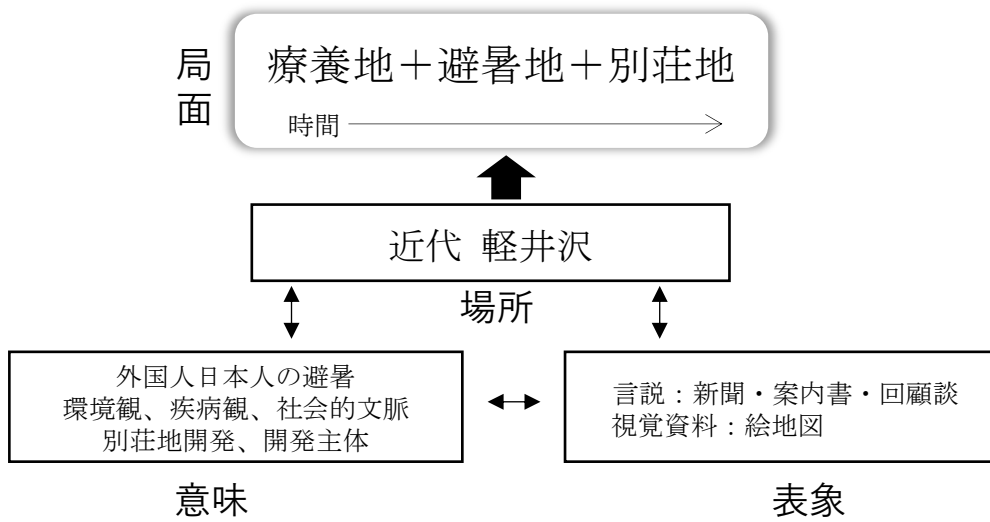 局面
療養地＋避暑地＋別荘地
時間
近代 軽井沢
場所
外国人日本人の避暑
環境観、疾病観、社会的文脈
別荘地開発、開発主体
意味
言説：新聞・案内書・回顧談
視覚資料：絵地図
表象